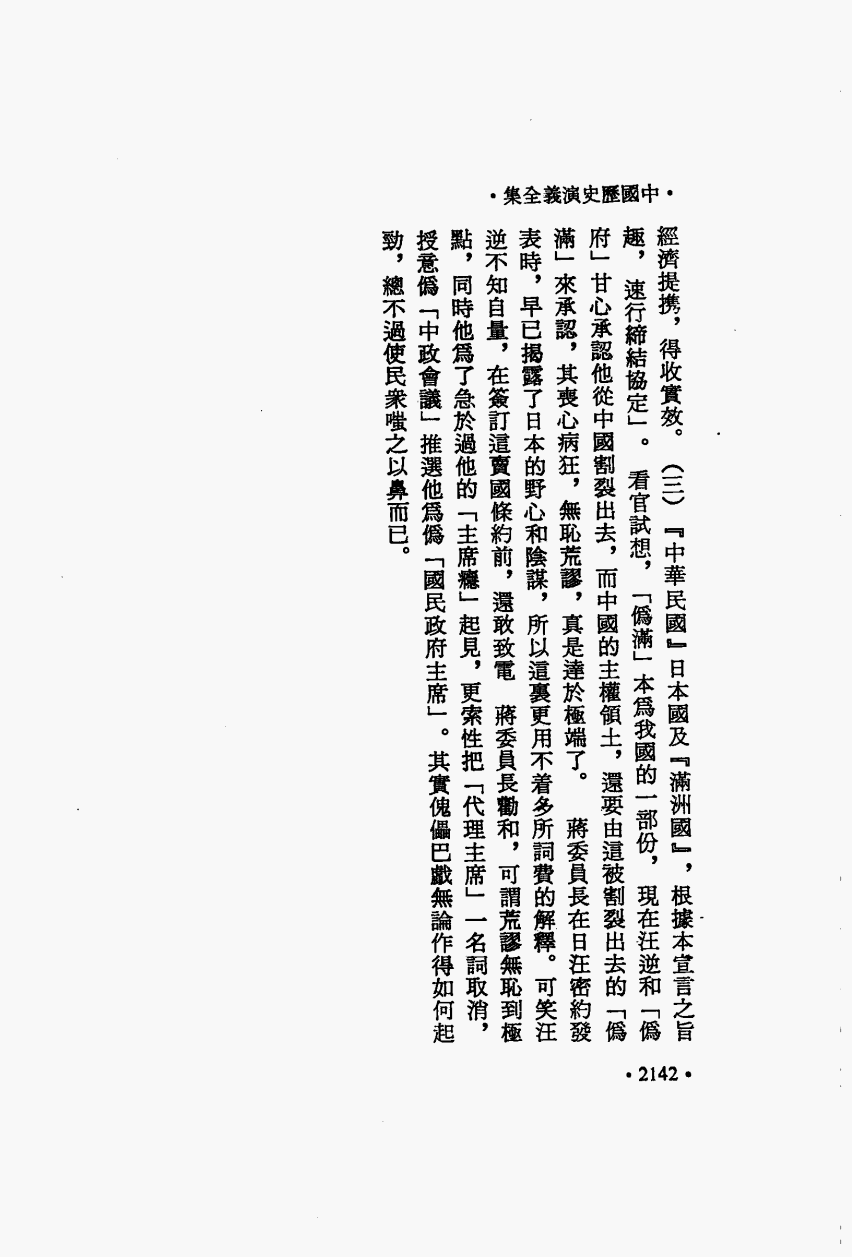 •中國歷史演義全集•
經濟提携，得收實效。（三）『中華民國』日本國及『滿洲國』，根據本宣言之旨
趣，速行締結協定」。看官試想，「僞滿」本爲我國的一部份，現在汪逆和「僞
府」甘心承認他從中國割裂出去，而中國的主權領土，還要由這被割裂出去的「僞
滿」來承認，其喪心病狂，無恥荒謬，真是達於極端了。　蔣委員長在日汪密約發
表時，早已揭露了日本的野心和陰謀，所以這裏更用不着多所詞費的解釋。可笑汪
逆不知自量，在簽訂這賣國條約前，還敢致電　蔣委員長勸和，可謂荒謬無恥到極
點，同時他爲了急於過他的「主席癮」起見，更索性把「代理主席」一名詞取消，
授意僞「中政會議」推選他爲僞「國民政府主席」。其實傀儡巴戲無論作得如何起
勁，總不過使民衆嗤之以鼻而已。
•2142•